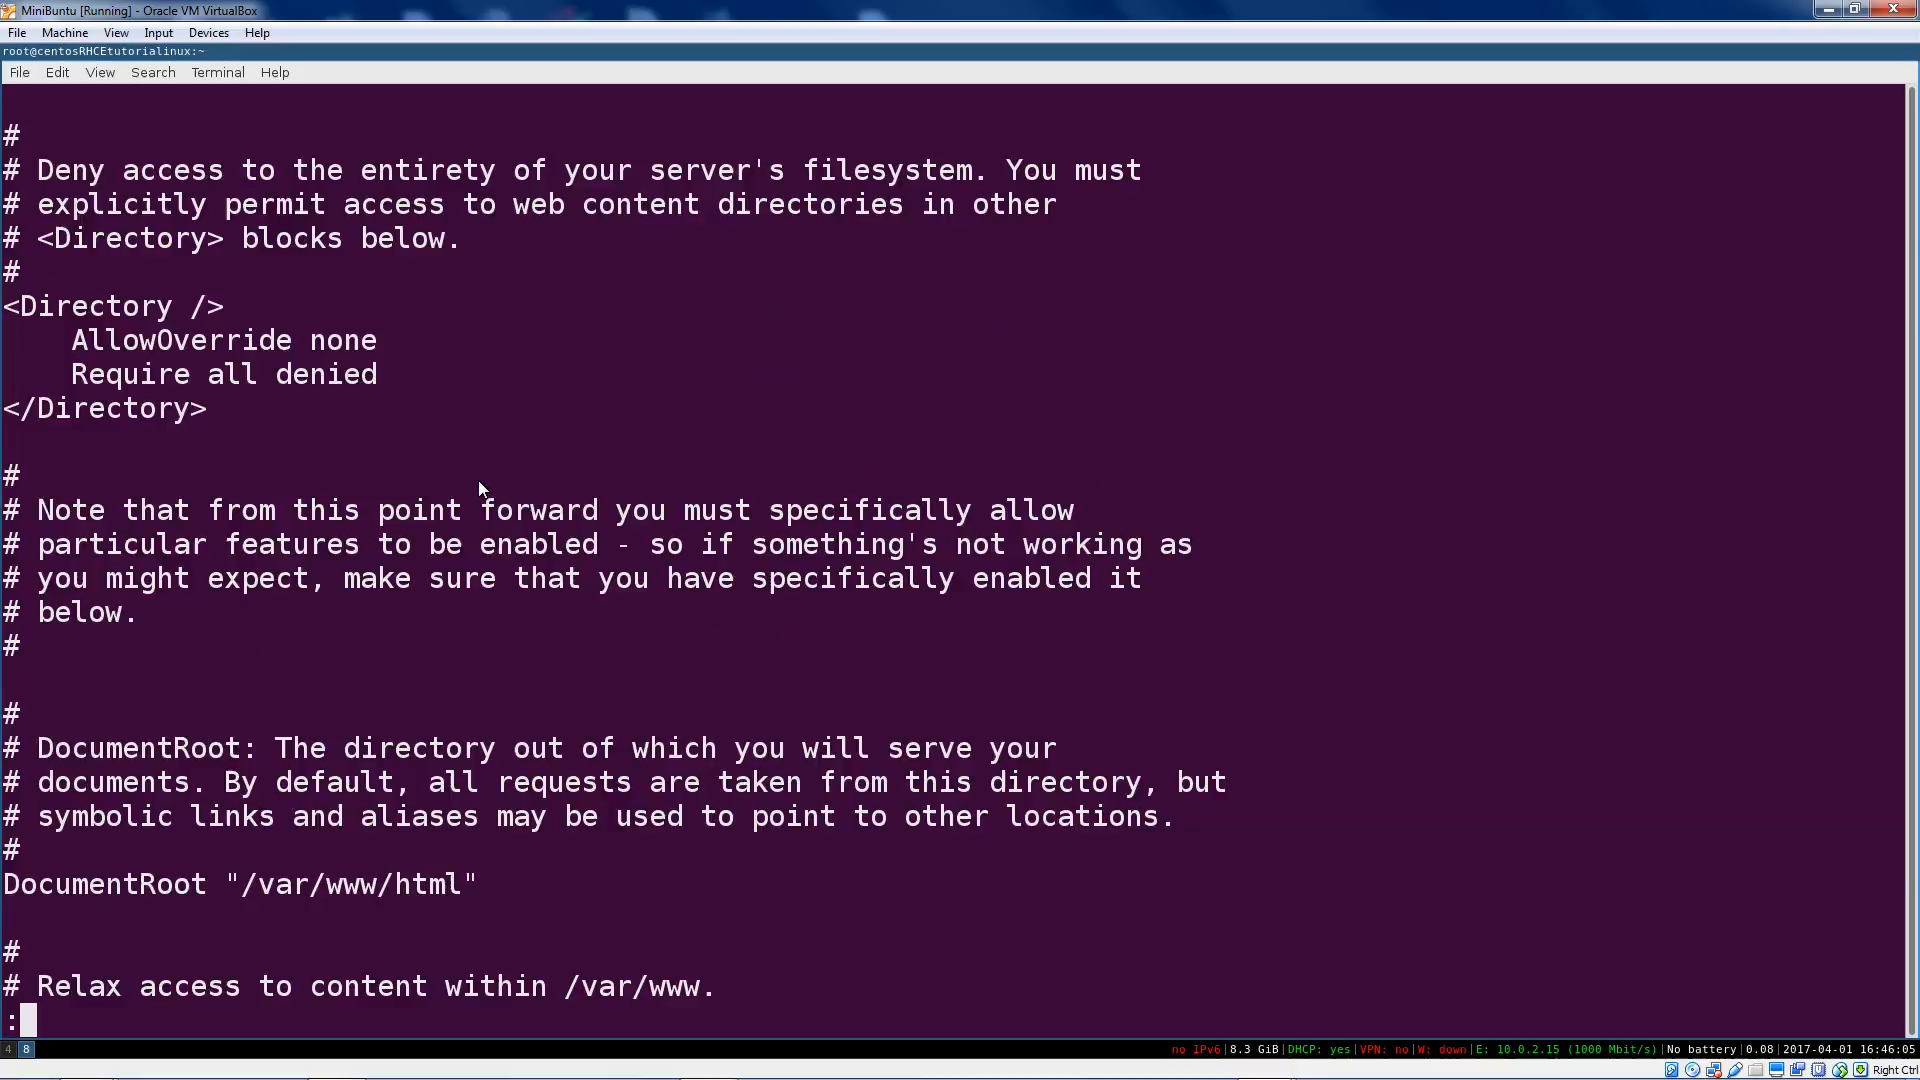 MiniBuntu [Running] - Oracle VM VirtualBox
File Machine View Input Devices Help
root@centosRHCEtutorialinux:~
File Edit View Search Terminal Help
#
# Deny access to the entirety of your server's filesystem. You must
# explicitly permit access to web content directories in other
# <Directory> blocks below.
#
<Directory />
    AllowOverride none
    Require all denied
</Directory>
#
# Note that from this point forward you must specifically allow
# particular features to be enabled - so if something's not working as
# you might expect, make sure that you have specifically enabled it
# below.
#
#
# DocumentRoot: The directory out of which you will serve your
# documents. By default, all requests are taken from this directory, but
# symbolic links and aliases may be used to point to other locations.
#
DocumentRoot "/var/www/html"
#
# Relax access to content within /var/www.
:
4 8 no IPv6|8.3 GiB|DHCP: yes|VPN: no|W: down|E: 10.0.2.15 (1000 Mbit/s)|No battery|0.08|2017-04-01 16:46:05
Right Ctrl